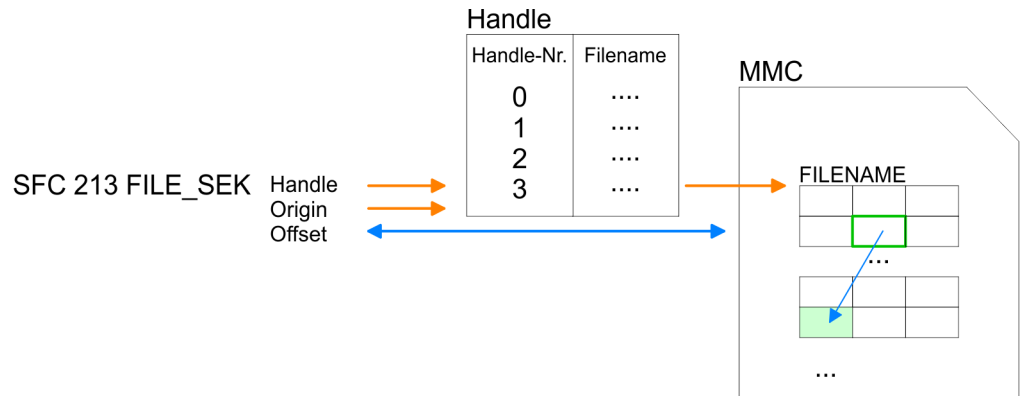 Handle
Handle-Nr. Filename
0 ....
1 ....
2 ....
3 ....
SFC 213 FILE_SEK
Handle
Origin
Offset
MMC
FILENAME
...
...